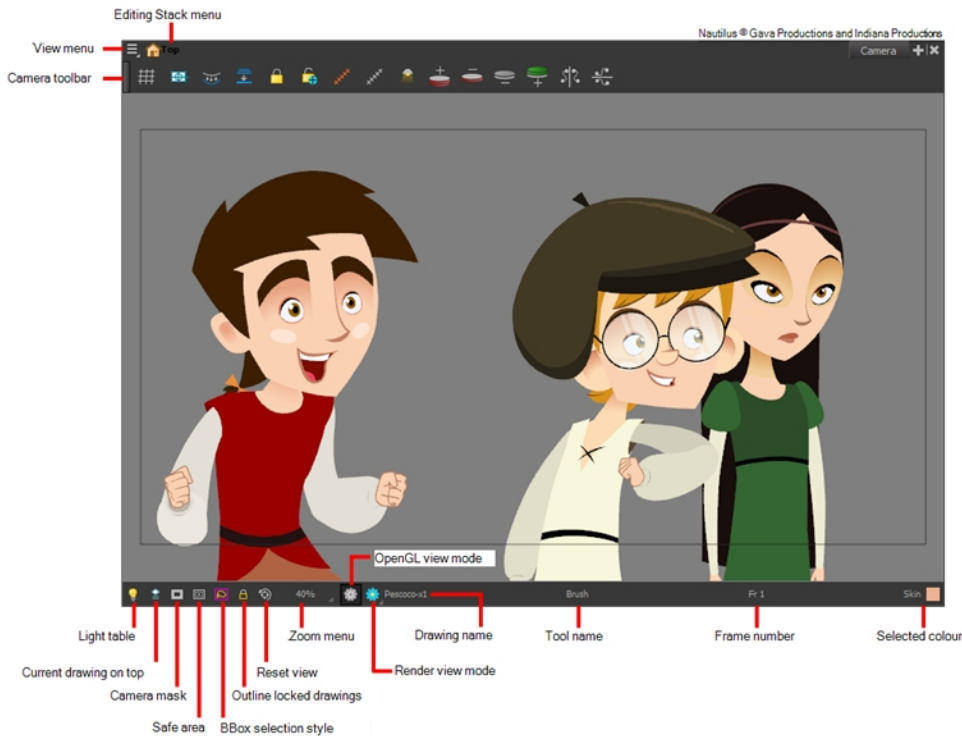 Editing Stack menu
Nautilus ® Gava Productions and Indiana Productions
View menu
Top
Camera
Camera toolbar
OpenGL view mode
40%
Pescoco-x1
Brush
Fr 1
Skin
Light table
Zoom menu
Drawing name
Tool name
Frame number
Selected colour
Current drawing on top
Reset view
Render view mode
Camera mask
Outline locked drawings
Safe area
BBox selection style